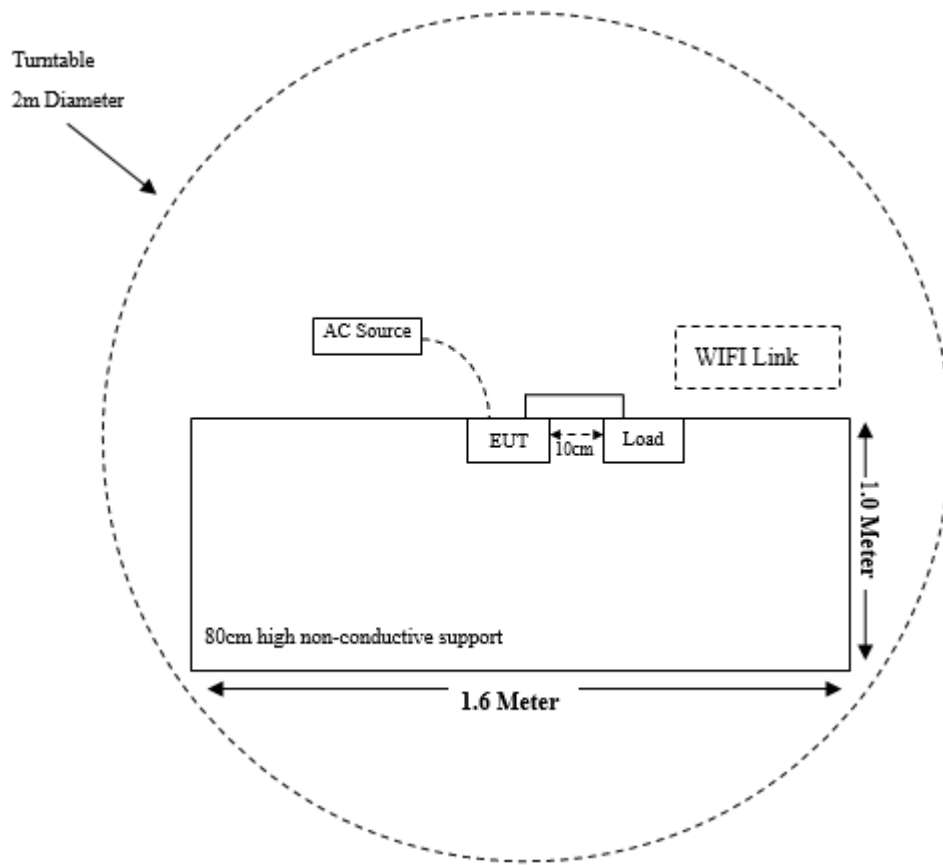 Turntable
2m Diameter
AC Source
WIFI Link
EUT
10cm
Load
1.0 Meter
80cm high non-conductive support
1.6 Meter